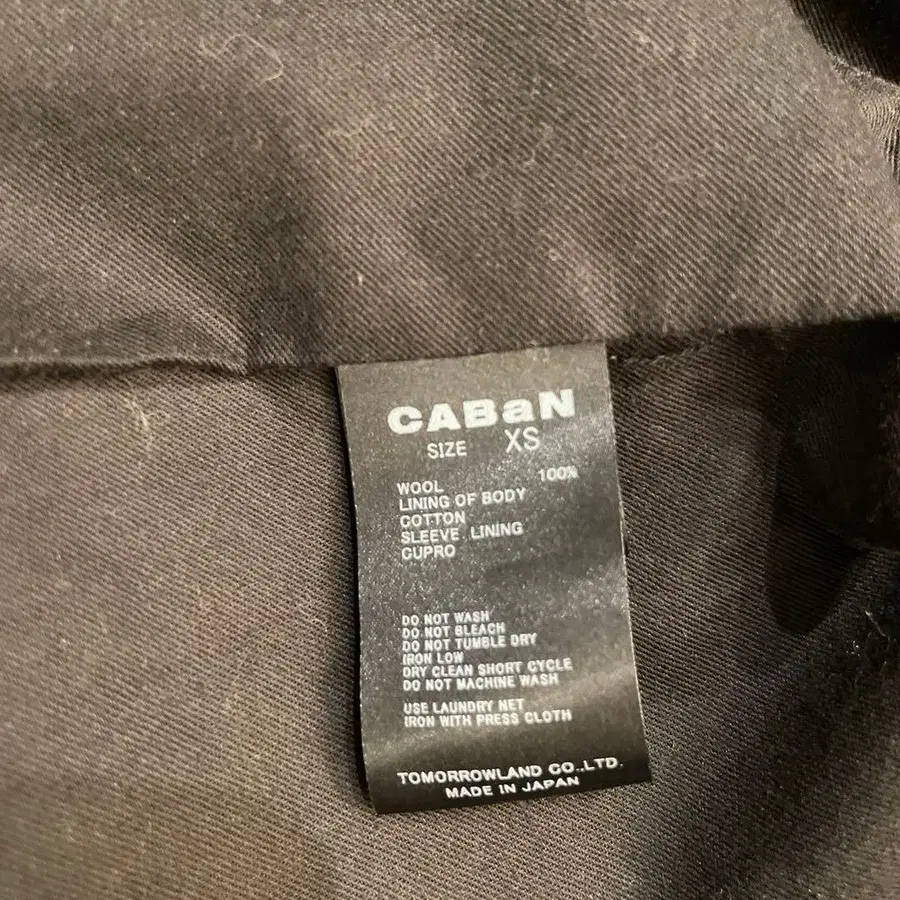 CABaN
SIZE XS
WOOL 100%
LINING OF BODY
COTTON
SLEEVE LINING
CUPRO
DO NOT WASH
DO NOT BLEACH
DO NOT TUMBLE DRY
IRON LOW
DRY CLEAN SHORT CYCLE
DO NOT MACHINE WASH
USE LAUNDRY NET
IRON WITH PRESS CLOTH
TOMORROWLAND CO.,LTD.
MADE IN JAPAN